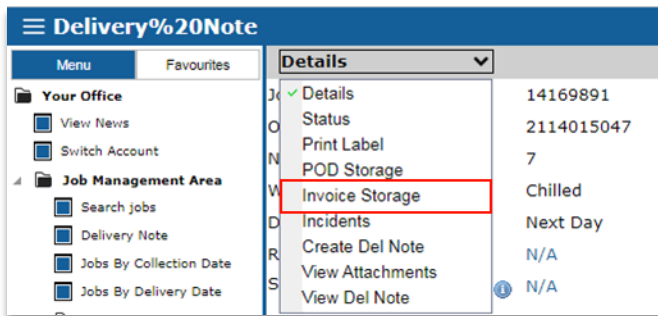 ☰ Delivery%20Note
Menu
Favourites
Your Office
View News
Switch Account
Job Management Area
Search jobs
Delivery Note
Jobs By Collection Date
Jobs By Delivery Date
Details
✓ Details
Status
Print Label
POD Storage
Invoice Storage
Incidents
Create Del Note
View Attachments
View Del Note
14169891
2114015047
7
Chilled
Next Day
N/A
N/A